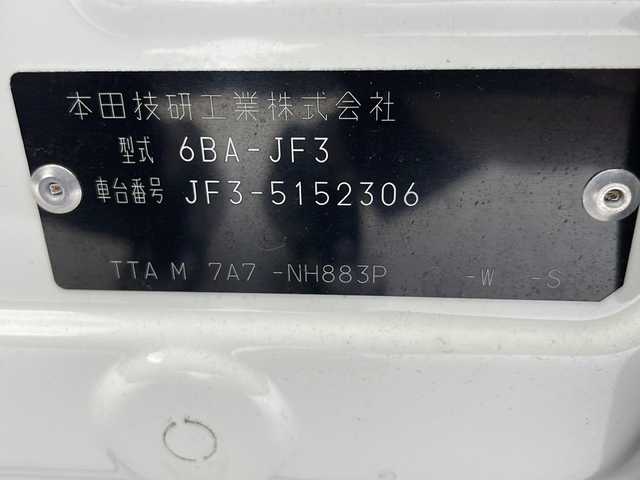 本田技研工業株式会社
型式 6BA-JF3
車台番号 JF3-5152306
TTA M 7A7 -NH883P -W -S